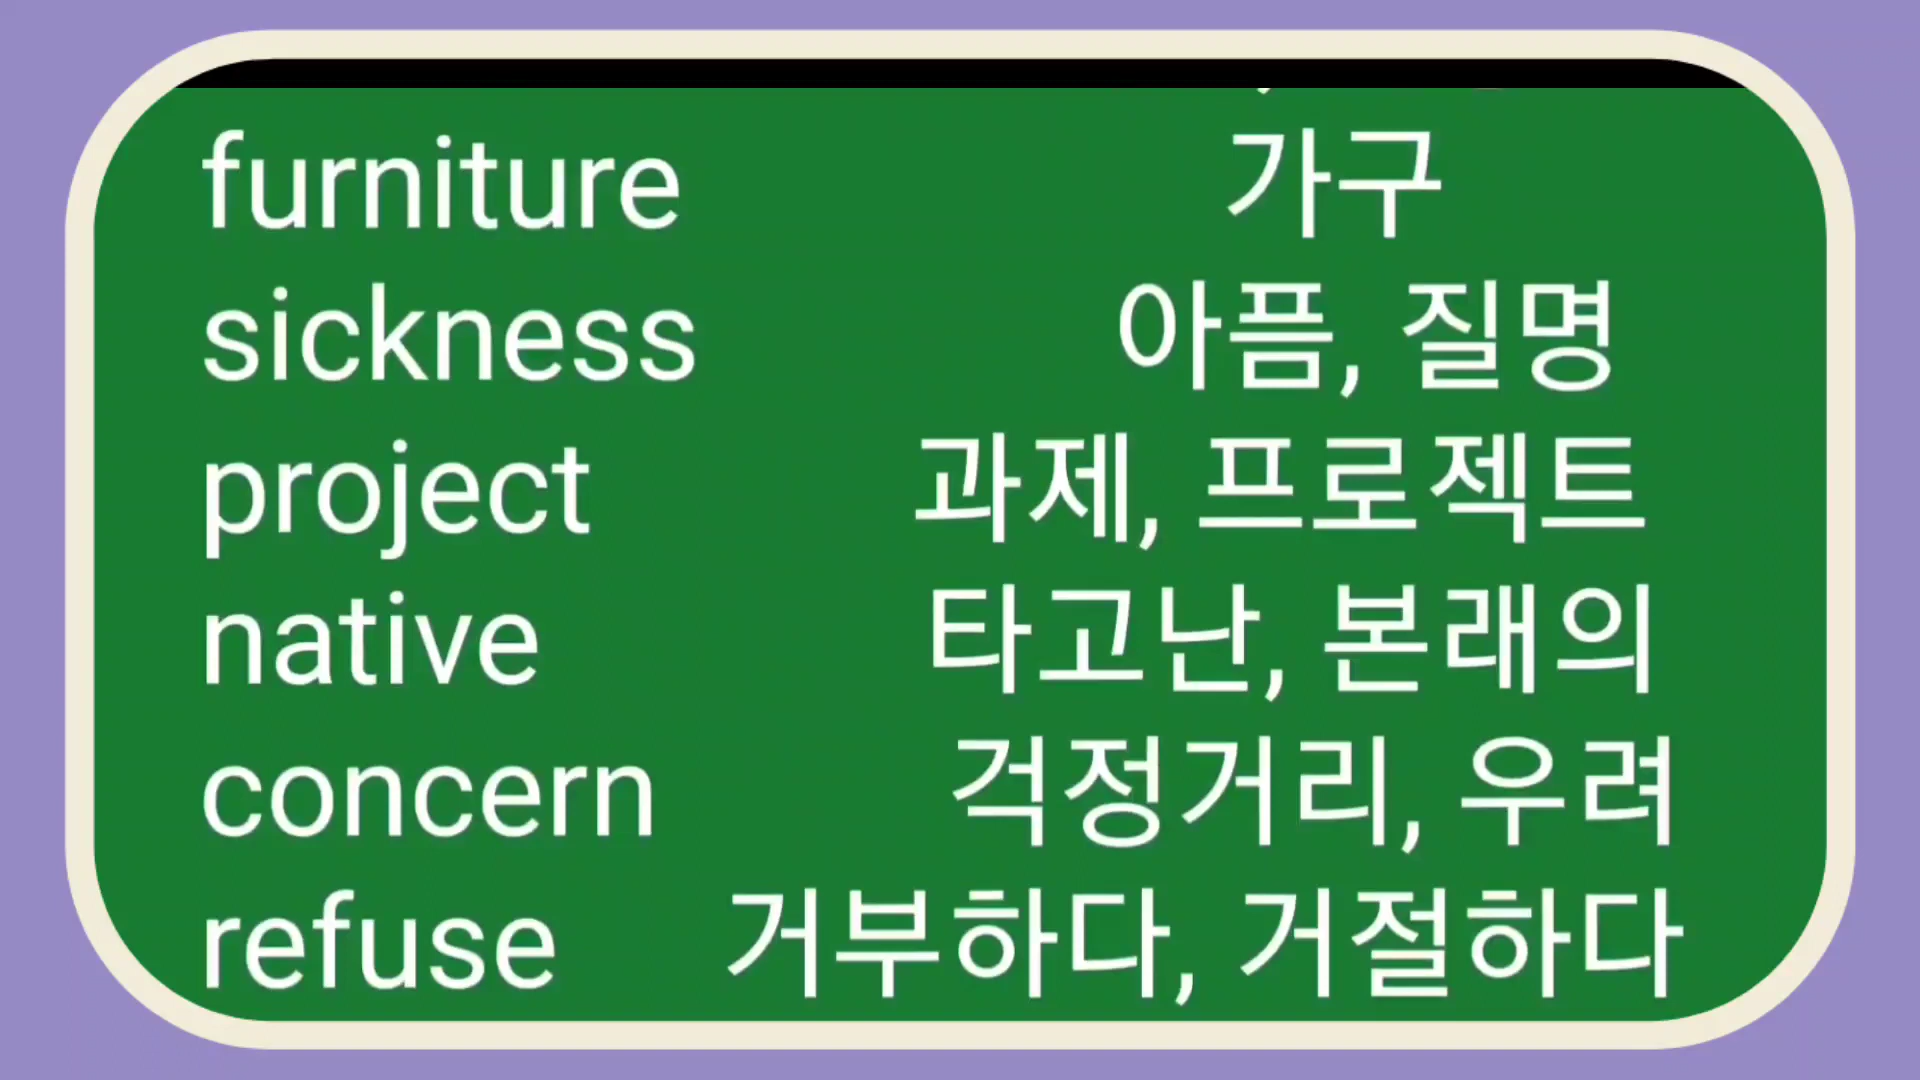 furniture 가구
sickness 아픔, 질명
project 과제, 프로젝트
native 타고난, 본래의
concern 걱정거리, 우려
refuse 거부하다, 거절하다